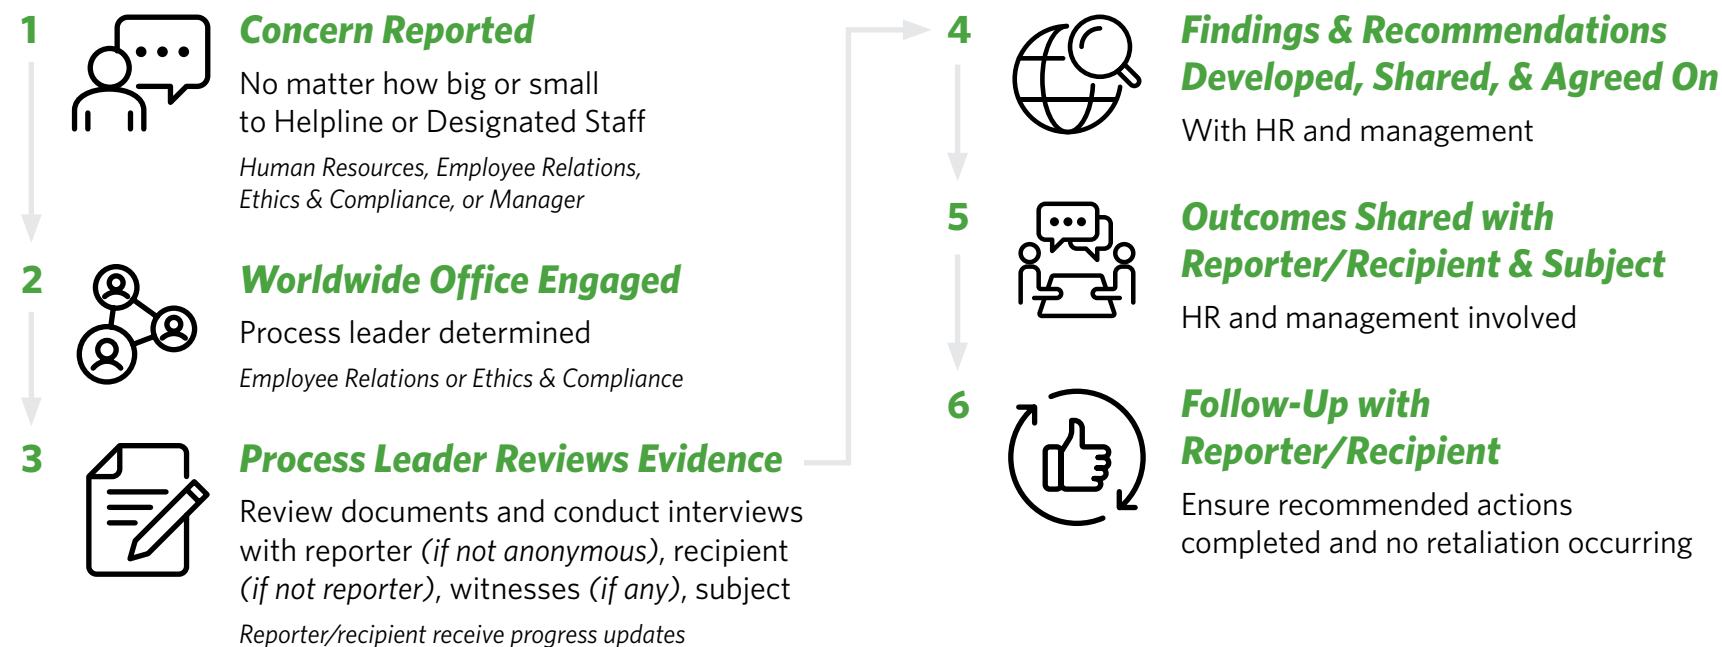 1
Concern Reported
No matter how big or small
to Helpline or Designated Staff
Human Resources, Employee Relations,
Ethics & Compliance, or Manager
2
Worldwide Office Engaged
Process leader determined
Employee Relations or Ethics & Compliance
3
Process Leader Reviews Evidence
Review documents and conduct interviews
with reporter (if not anonymous), recipient
(if not reporter), witnesses (if any), subject
Reporter/recipient receive progress updates
4
Findings & Recommendations
Developed, Shared, & Agreed On
With HR and management
5
Outcomes Shared with
Reporter/Recipient & Subject
HR and management involved
6
Follow-Up with
Reporter/Recipient
Ensure recommended actions
completed and no retaliation occurring